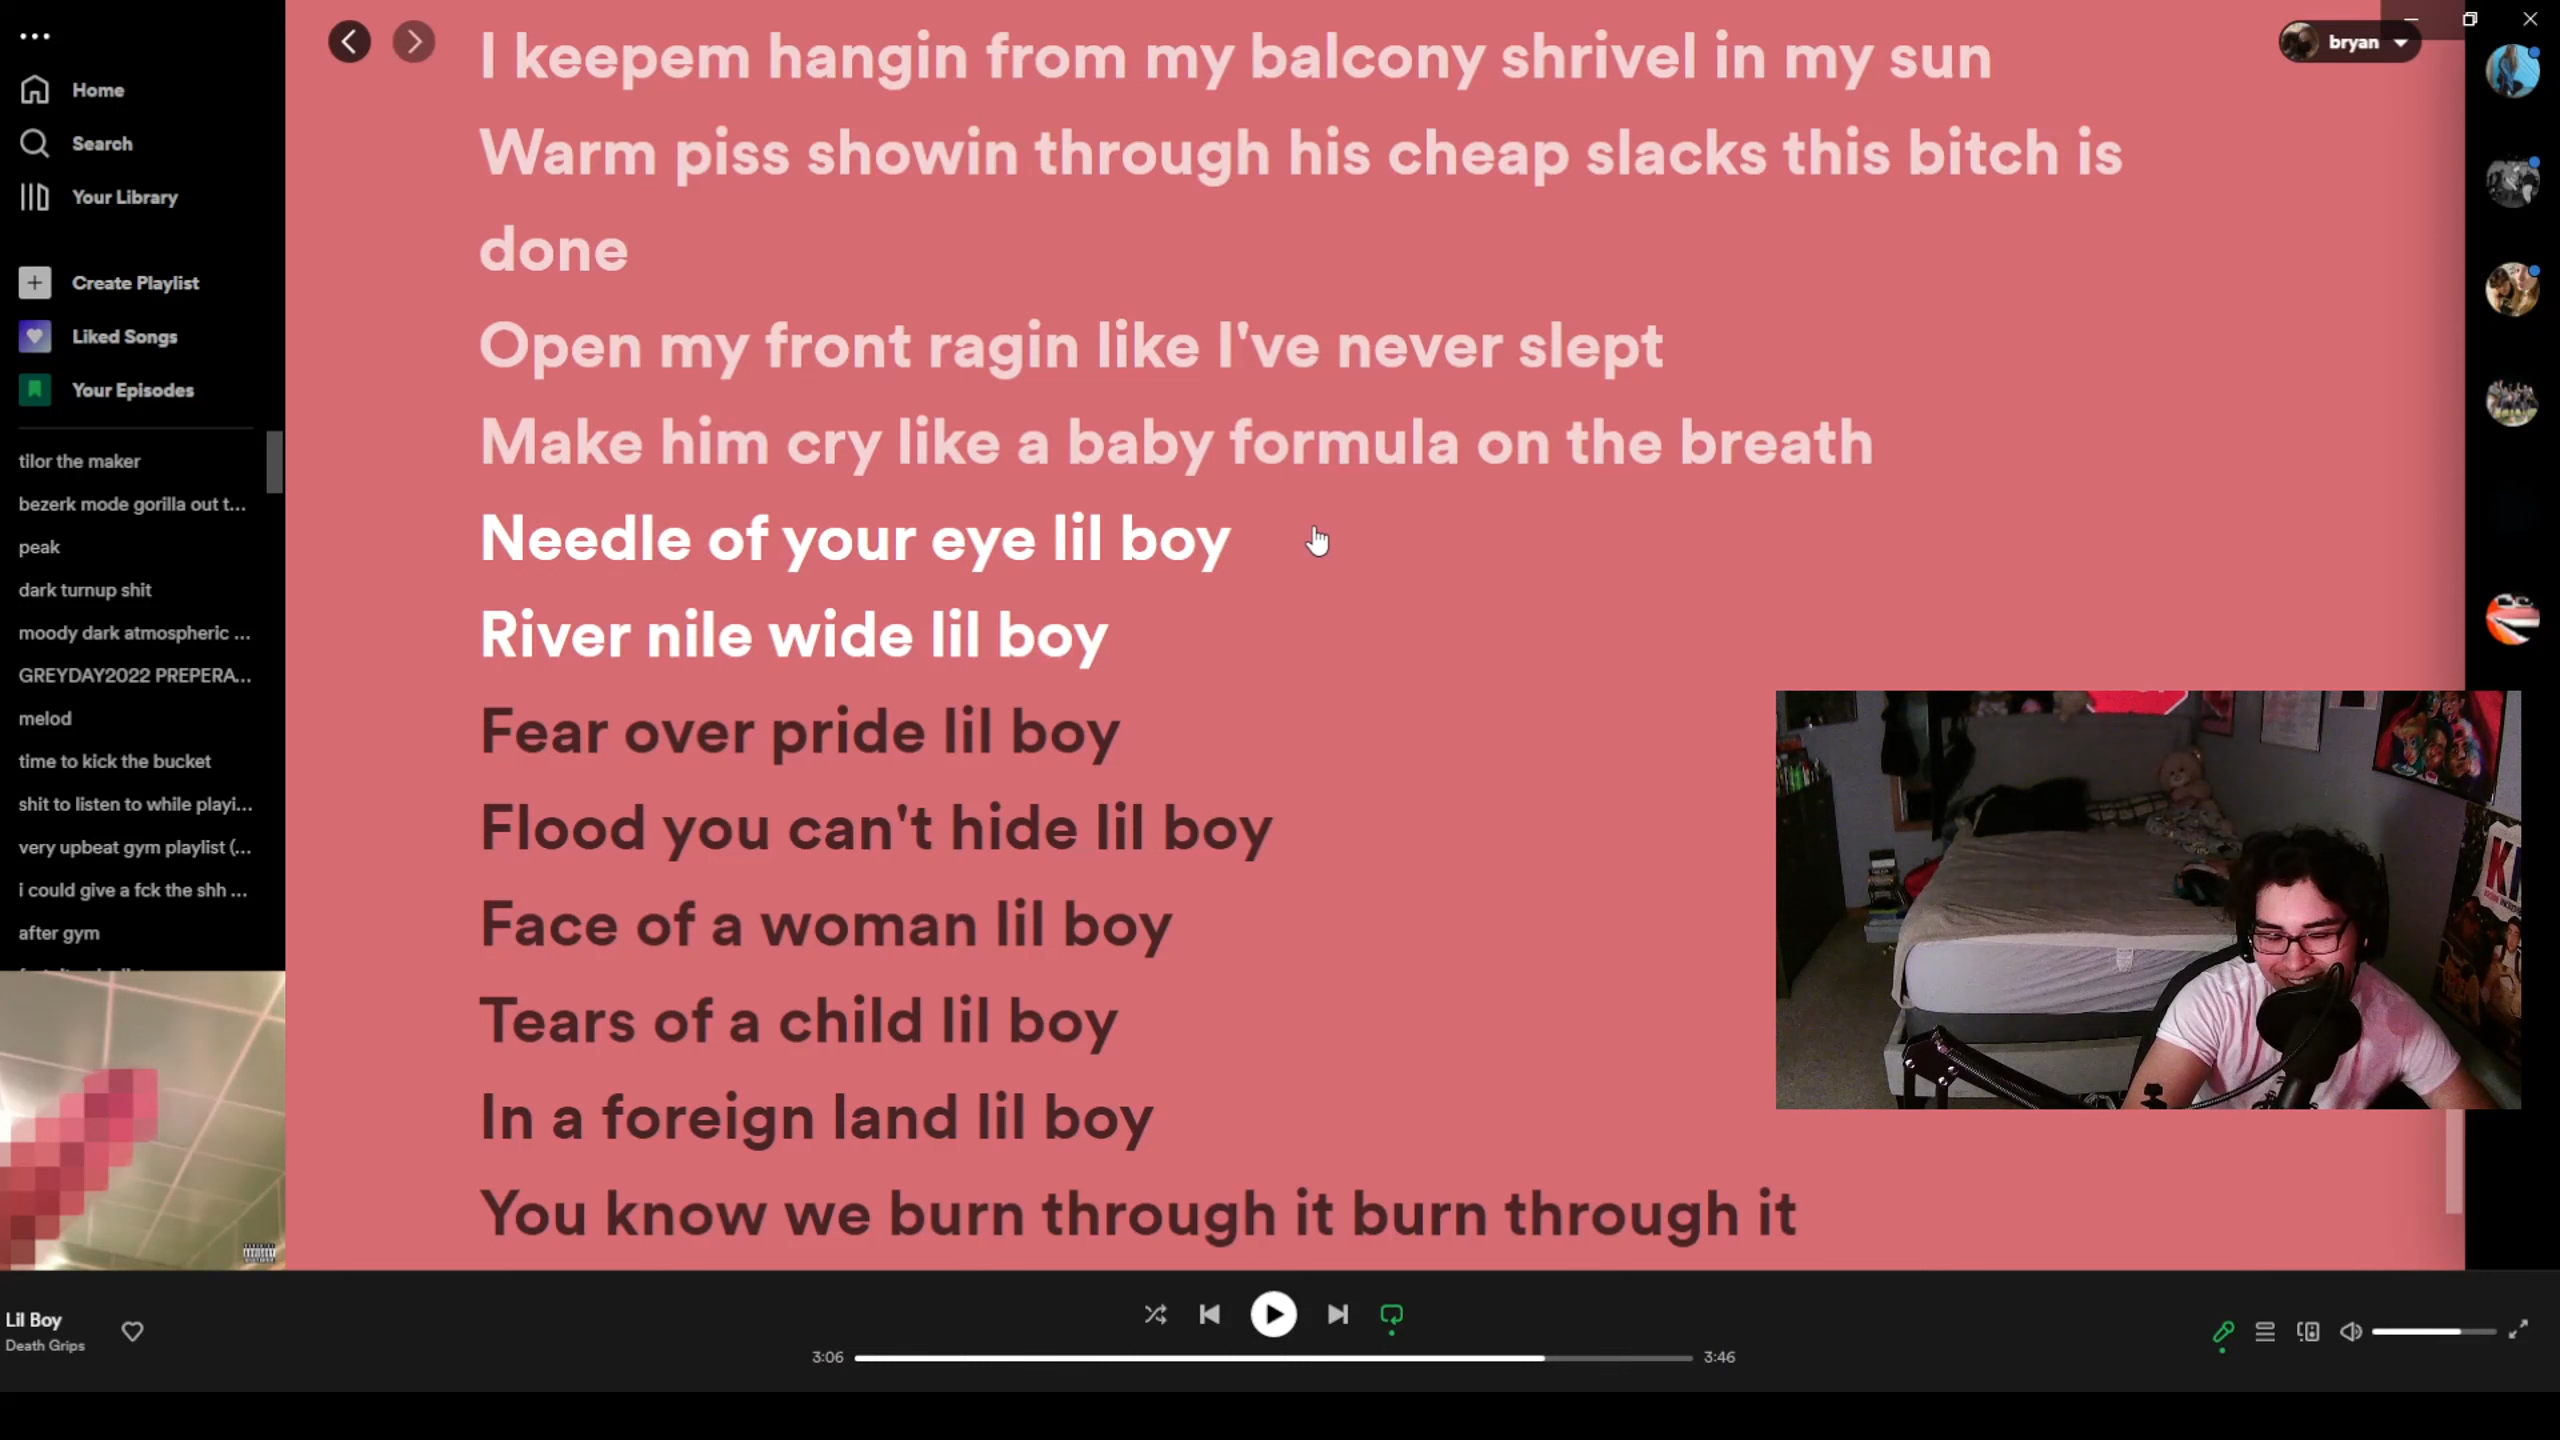 bryan
Home
Search
Your Library
Create Playlist
Liked Songs
Your Episodes
tilor the maker
bezerk mode gorilla out t...
peak
dark turnup shit
moody dark atmospheric ...
GREYDAY2022 PREPERA...
melod
time to kick the bucket
shit to listen to while playi...
very upbeat gym playlist (...
i could give a fck the shh ...
after gym
I keepem hangin from my balcony shrivel in my sun
Warm piss showin through his cheap slacks this bitch is
done
Open my front ragin like I've never slept
Make him cry like a baby formula on the breath
Needle of your eye lil boy
River nile wide lil boy
Fear over pride lil boy
Flood you can't hide lil boy
Face of a woman lil boy
Tears of a child lil boy
In a foreign land lil boy
You know we burn through it burn through it
Lil Boy
Death Grips
3:06
3:46